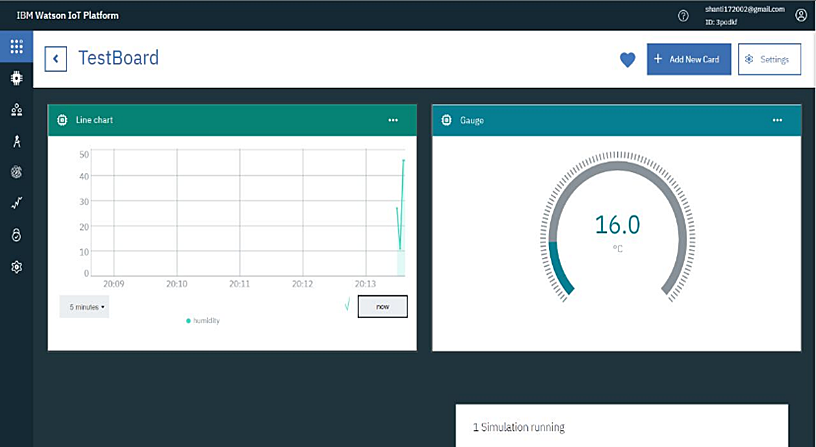 IBM Watson IoT Platform
shanti172002@gmail.com
ID: 3podkf
TestBoard
+ Add New Card
Settings
Line chart
50
40
30
20
10
0
20:09 20:10 20:11 20:12 20:13
5 minutes
now
humidity
Gauge
16.0
°C
1 Simulation running